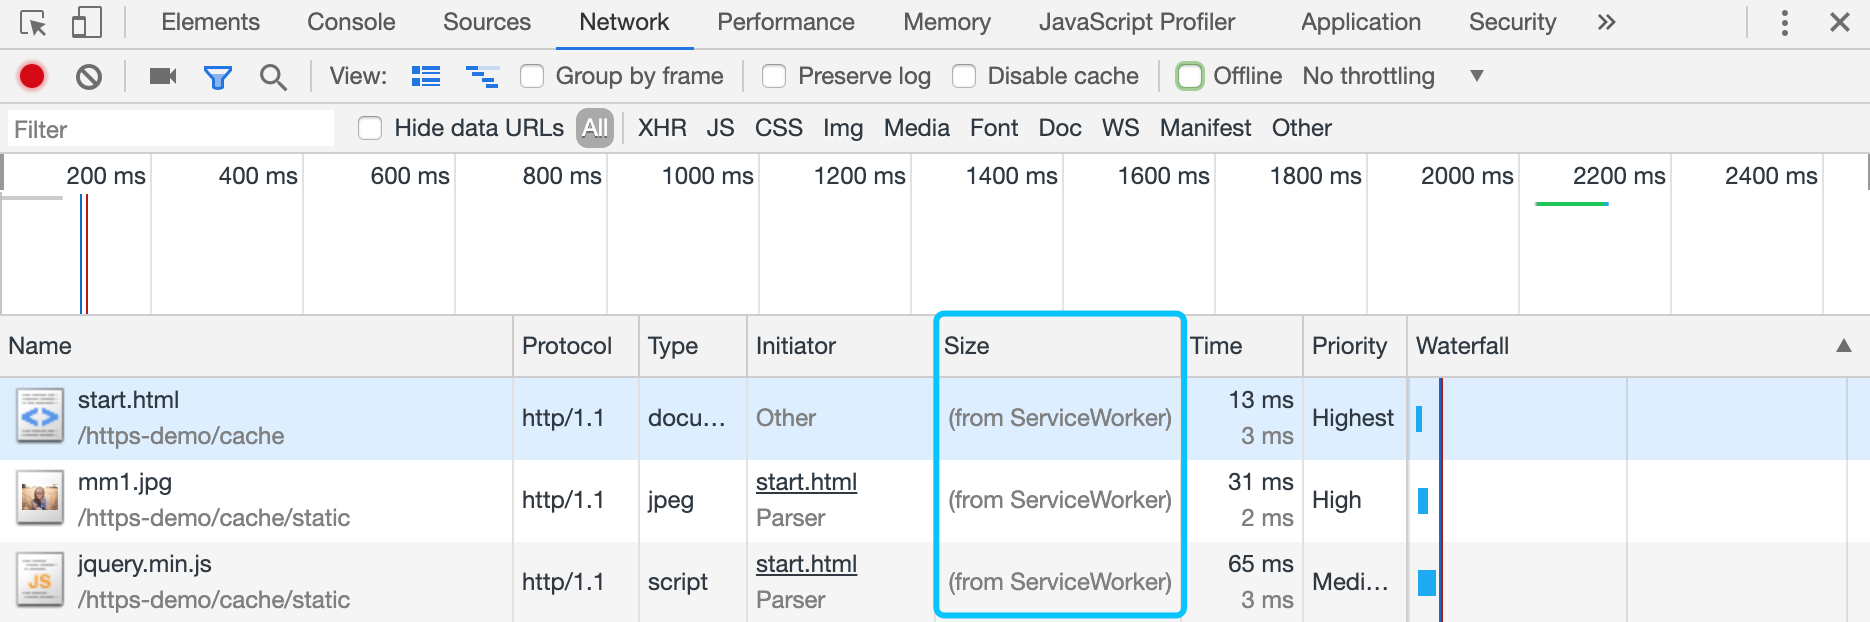 Elements Console Sources Network Performance Memory JavaScript Profiler Application Security »
View: Group by frame Preserve log Disable cache Offline No throttling
Filter Hide data URLs All XHR JS CSS Img Media Font Doc WS Manifest Other
200 ms 400 ms 600 ms 800 ms 1000 ms 1200 ms 1400 ms 1600 ms 1800 ms 2000 ms 2200 ms 2400 ms
Name Protocol Type Initiator Size Time Priority Waterfall
start.html http/1.1 docu… Other (from ServiceWorker) 13 ms Highest
/https-demo/cache 3 ms
mm1.jpg http/1.1 jpeg start.html (from ServiceWorker) 31 ms High
/https-demo/cache/static Parser 2 ms
jquery.min.js http/1.1 script start.html (from ServiceWorker) 65 ms Medi…
JS /https-demo/cache/static Parser 3 ms